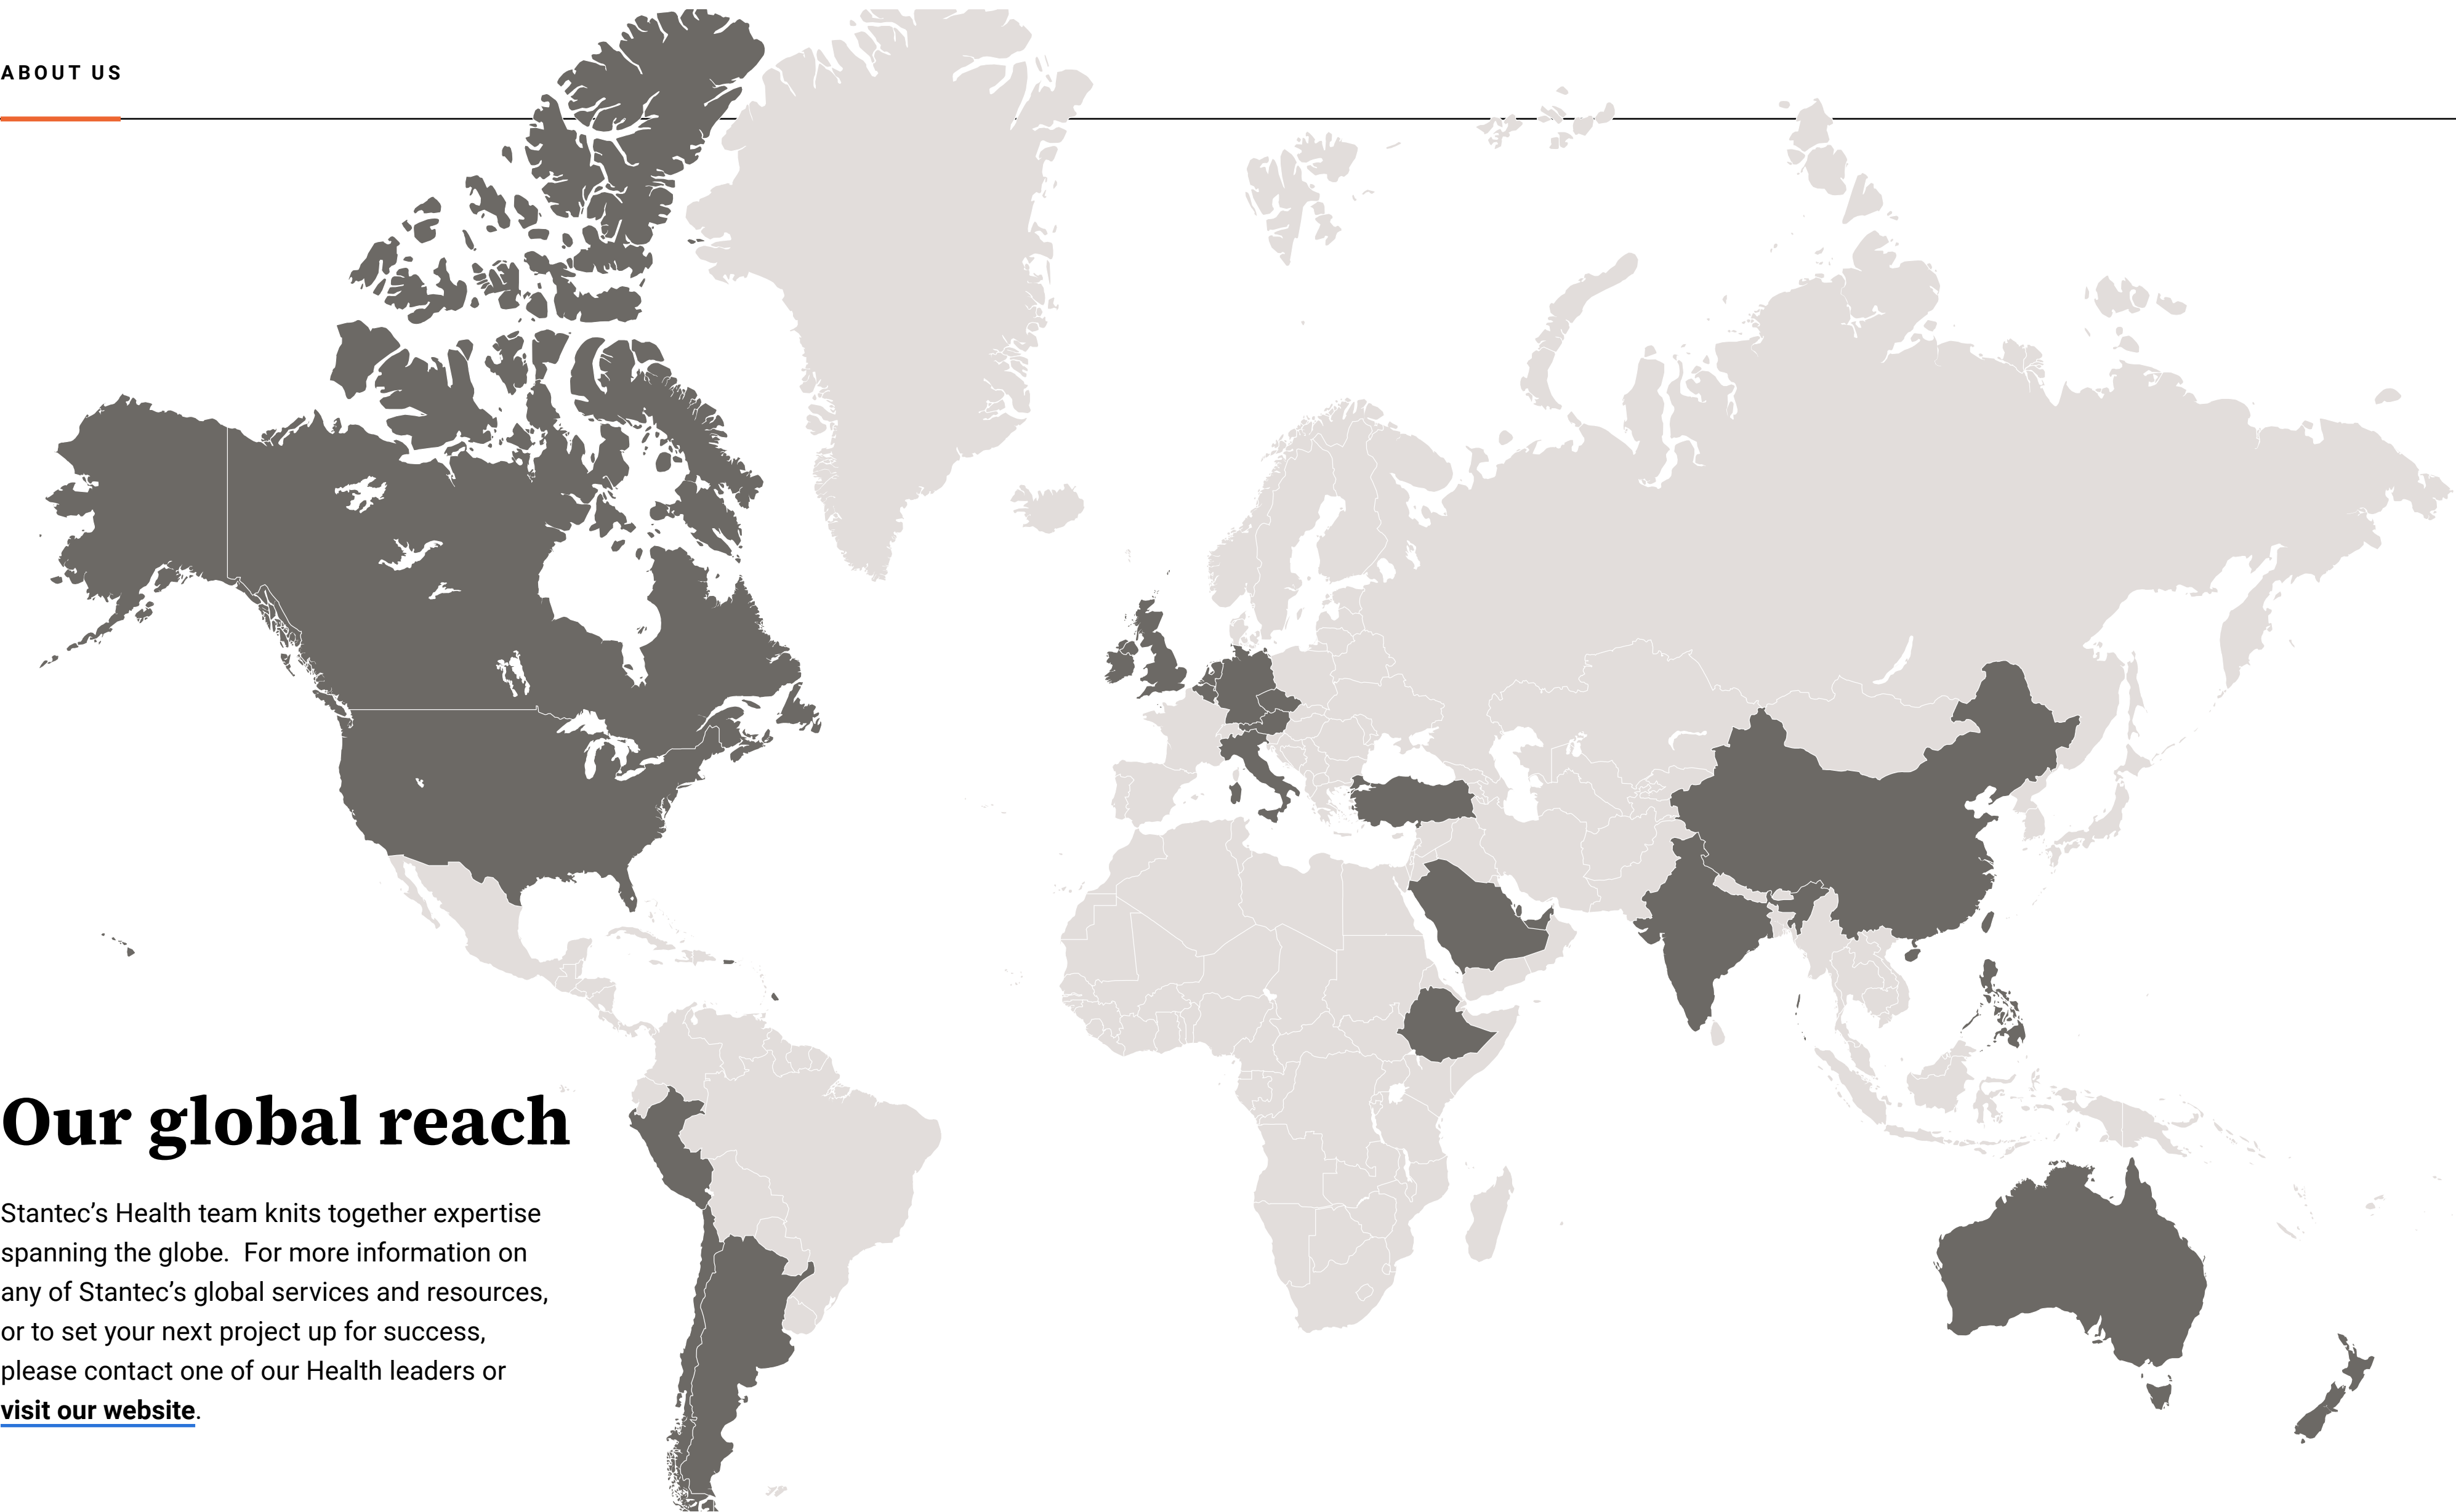 ABOUT US
Our global reach
Stantec’s Health team knits together expertise
spanning the globe.  For more information on
any of Stantec’s global services and resources,
or to set your next project up for success,
please contact one of our Health leaders or
visit our website.